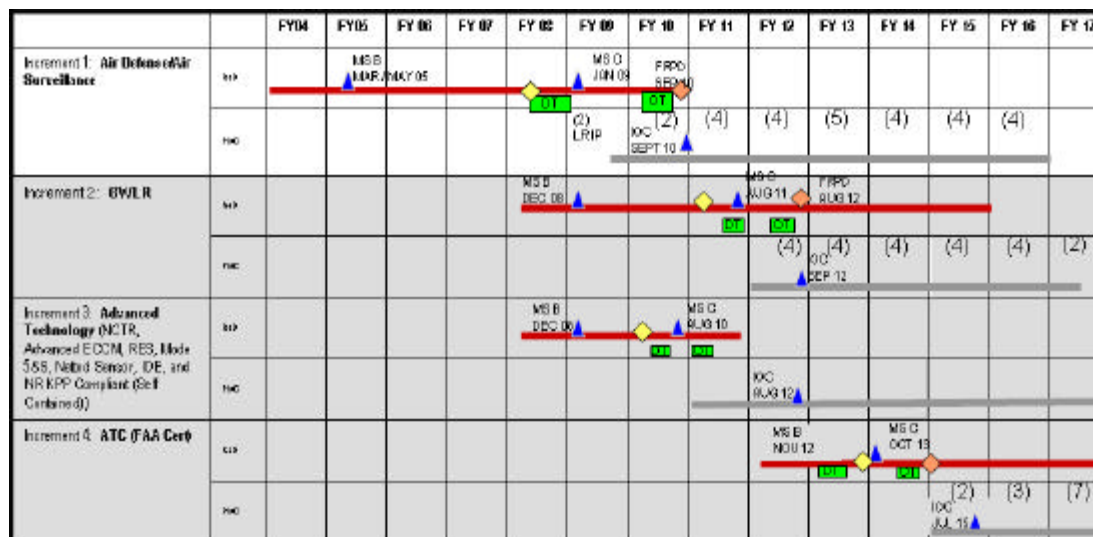 FY04 FY05 FY 06 FY 07 FY 08 FY 09 FY 10 FY 11 FY 12 FY 13 FY 14 FY 15 FY 16 FY 17
Increment 1: Air Defense/Air
Surveillance
MS B
MAR/MAY 05
MS C
JAN 09
FRPD
SEP 10
OT
OT
(2)
LRIP
(2) (4) (4) (5) (4) (4) (4)
IOC
SEPT 10
Increment 2: GWLR
MS B
DEC 08
MS C
AUG 11
FRPD
AUG 12
DT
OT
(4) (4) (4) (4) (4) (2)
IOC
SEP 12
Increment 3: Advanced
Technology (NCTR,
Advanced ECCM, RES, Mode
5&S, Netted Sensor, IDE, and
NR KPP Compliant (Self
Contained))
MS B
DEC 08
MS C
AUG 10
DT
OT
IOC
AUG 12
Increment 4: ATC (FAA Cert)
MS B
NOV 12
MS C
OCT 13
DT
OT
(2) (3) (7)
IOC
JUL 15